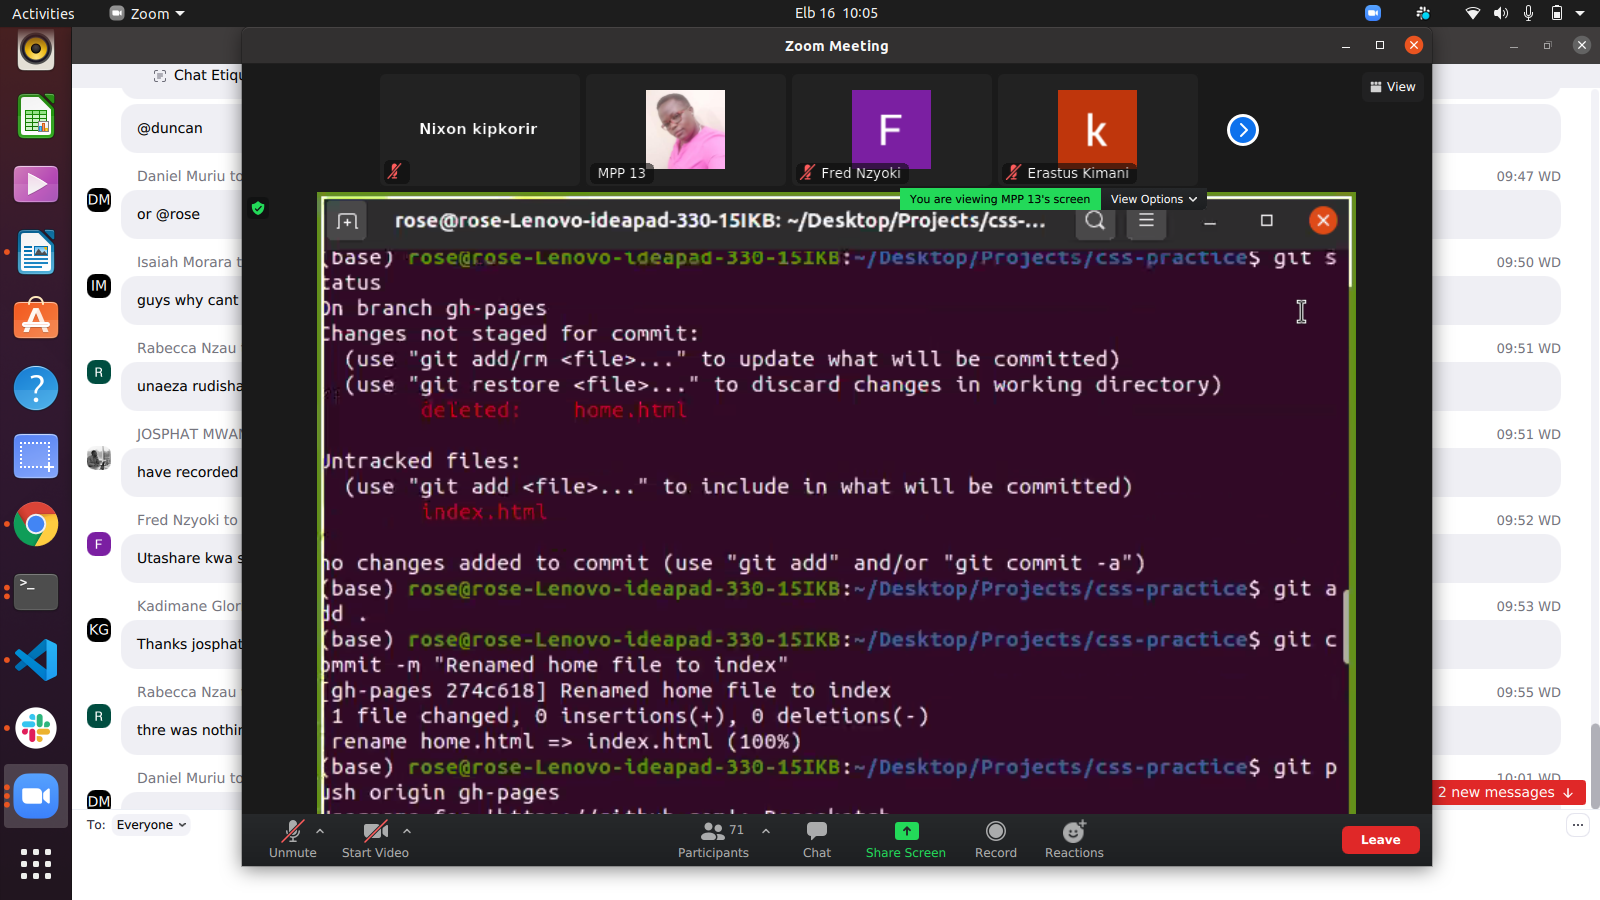 Activities
Zoom
Elb 16 10:05
Zoom Meeting
Chat Etiqu
@duncan
Daniel Muriu to
DM
or @rose
Isaiah Morara t
IM
guys why cant
Rabecca Nzau
R
unaeza rudisha
JOSPHAT MWAN
have recorded
Fred Nzyoki to
F
Utashare kwa s
Kadimane Glor
KG
Thanks josphat
Rabecca Nzau
R
thre was nothin
Daniel Muriu to
DM
To: Everyone
View
Nixon kipkorir
MPP 13
F
Fred Nzyoki
k
Erastus Kimani
You are viewing MPP 13's screen
View Options
rose@rose-Lenovo-ideapad-330-15IKB: ~/Desktop/Projects/css-...
(base) rose@rose-Lenovo-ideapad-330-15IKB:~/Desktop/Projects/css-practice$ git s
tatus
On branch gh-pages
Changes not staged for commit:
(use "git add/rm <file>..." to update what will be committed)
(use "git restore <file>..." to discard changes in working directory)
deleted: home.html
Untracked files:
(use "git add <file>..." to include in what will be committed)
index.html
no changes added to commit (use "git add" and/or "git commit -a")
(base) rose@rose-Lenovo-ideapad-330-15IKB:~/Desktop/Projects/css-practice$ git a
dd .
(base) rose@rose-Lenovo-ideapad-330-15IKB:~/Desktop/Projects/css-practice$ git c
ommit -m "Renamed home file to index"
[gh-pages 274c618] Renamed home file to index
1 file changed, 0 insertions(+), 0 deletions(-)
rename home.html => index.html (100%)
(base) rose@rose-Lenovo-ideapad-330-15IKB:~/Desktop/Projects/css-practice$ git p
ush origin gh-pages
09:47 WD
09:50 WD
09:51 WD
09:51 WD
09:52 WD
09:53 WD
09:55 WD
10:01 WD
2 new messages
Unmute
Start Video
71
Participants
Chat
Share Screen
Record
Reactions
Leave